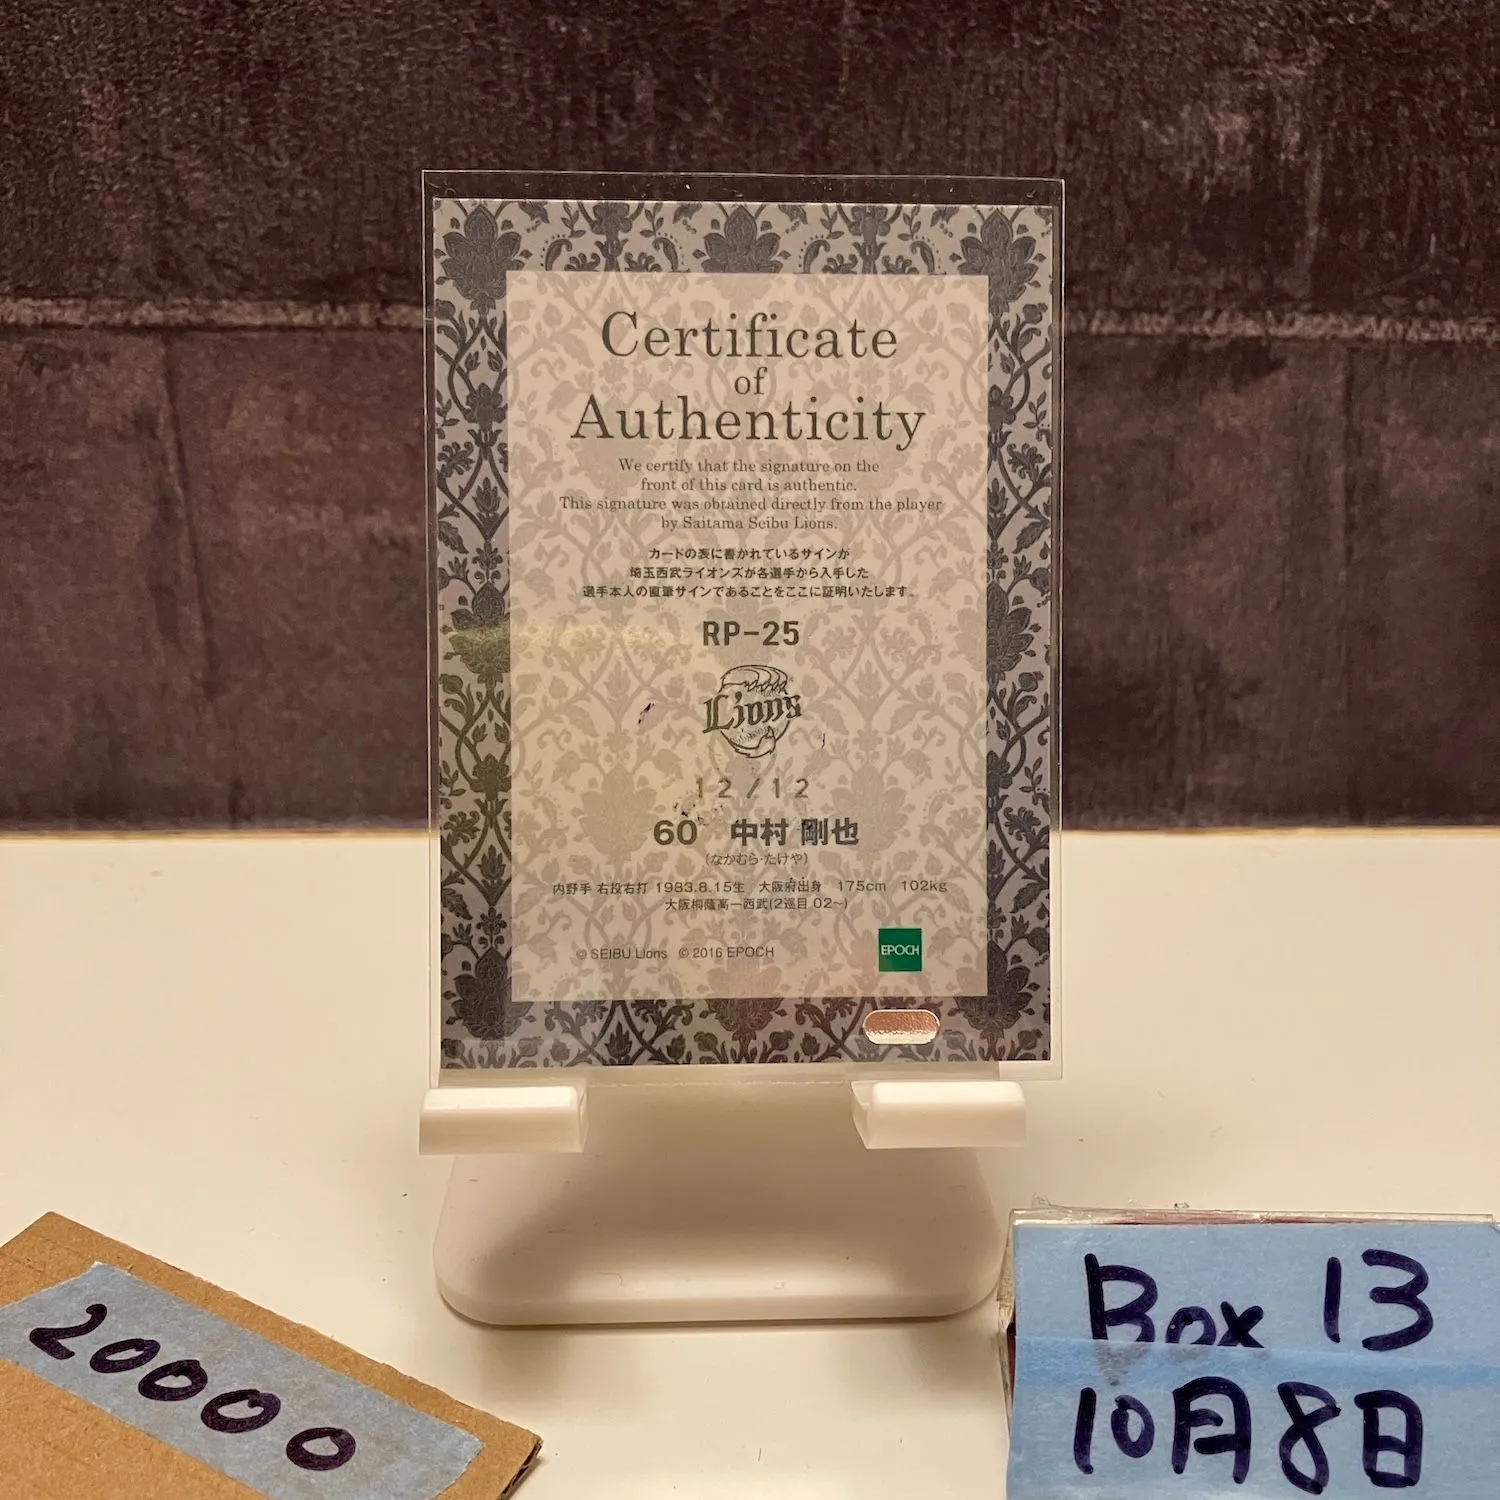 Certificate
of
Authenticity
We certify that the signature on the
front of this card is authentic.
This signature was obtained directly from the player
by Saitama Seibu Lions.
カードの表に書かれているサインが
埼玉西武ライオンズが各選手から入手した
選手本人の直筆サインであることをここに証明いたします。
RP-25
Lions
12/12
60 中村 剛也
(なかむら・たけや)
内野手 右投右打 1983.8.15生 大阪府出身 175cm 102kg
大阪桐蔭高ー西武(2巡目 02〜)
© SEIBU Lions © 2016 EPOCH
EPOCH
20000
Box 13
10月8日